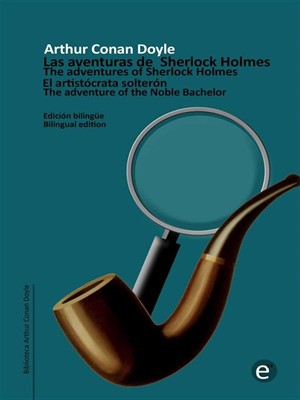 Arthur Conan Doyle
Las aventuras de  Sherlock Holmes
The adventures of Sherlock Holmes
El artistócrata solterón
The adventure of the Noble Bachelor
Edición bilingüe
Bilingual edition
Biblioteca Arthur Conan Doyle
e